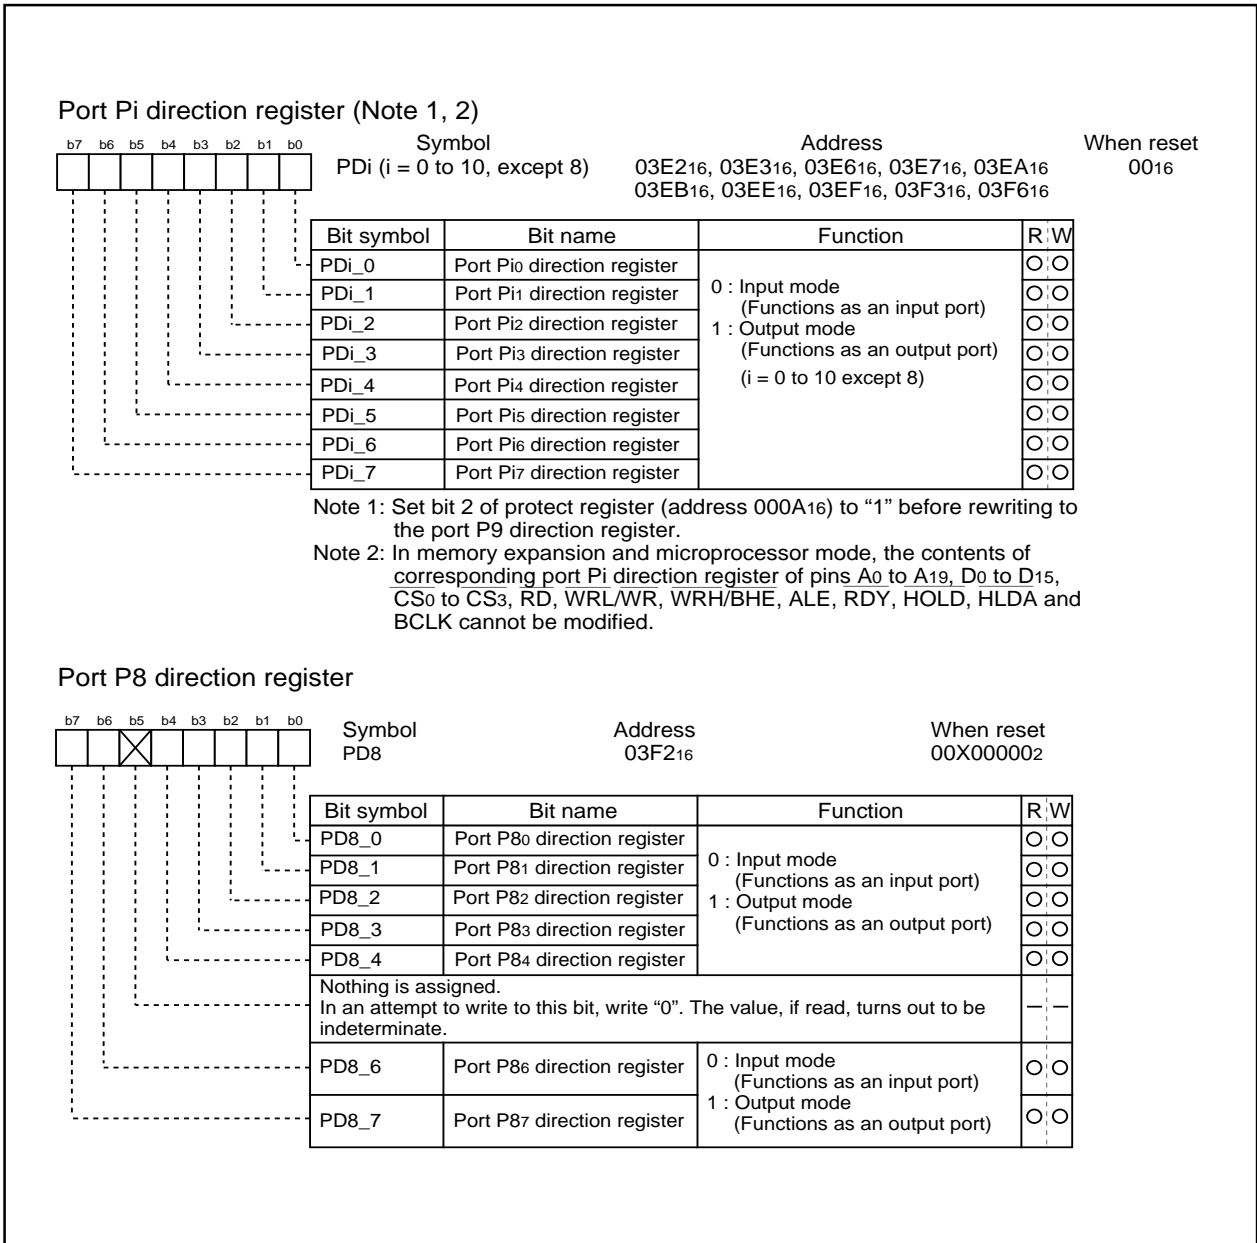 Port Pi direction register (Note 1, 2)
b7 b6 b5 b4 b3 b2 b1 b0
Symbol Address When reset
PDi (i = 0 to 10, except 8) 03E216, 03E316, 03E616, 03E716, 03EA16 0016
03EB16, 03EE16, 03EF16, 03F316, 03F616
Bit symbol Bit name Function R W
PDi_0 Port Pi0 direction register
PDi_1 Port Pi1 direction register
PDi_2 Port Pi2 direction register
PDi_3 Port Pi3 direction register
PDi_4 Port Pi4 direction register
PDi_5 Port Pi5 direction register
PDi_6 Port Pi6 direction register
PDi_7 Port Pi7 direction register
0 : Input mode
(Functions as an input port)
1 : Output mode
(Functions as an output port)
(i = 0 to 10 except 8)
Note 1: Set bit 2 of protect register (address 000A16) to “1” before rewriting to
the port P9 direction register.
Note 2: In memory expansion and microprocessor mode, the contents of
corresponding port Pi direction register of pins A0 to A19, D0 to D15,
CS0 to CS3, RD, WRL/WR, WRH/BHE, ALE, RDY, HOLD, HLDA and
BCLK cannot be modified.
Port P8 direction register
b7 b6 b5 b4 b3 b2 b1 b0
Symbol Address When reset
PD8 03F216 00X000002
Bit symbol Bit name Function R W
PD8_0 Port P80 direction register
PD8_1 Port P81 direction register
PD8_2 Port P82 direction register
PD8_3 Port P83 direction register
PD8_4 Port P84 direction register
0 : Input mode
(Functions as an input port)
1 : Output mode
(Functions as an output port)
Nothing is assigned.
In an attempt to write to this bit, write “0”. The value, if read, turns out to be
indeterminate.
PD8_6 Port P86 direction register
PD8_7 Port P87 direction register
0 : Input mode
(Functions as an input port)
1 : Output mode
(Functions as an output port)